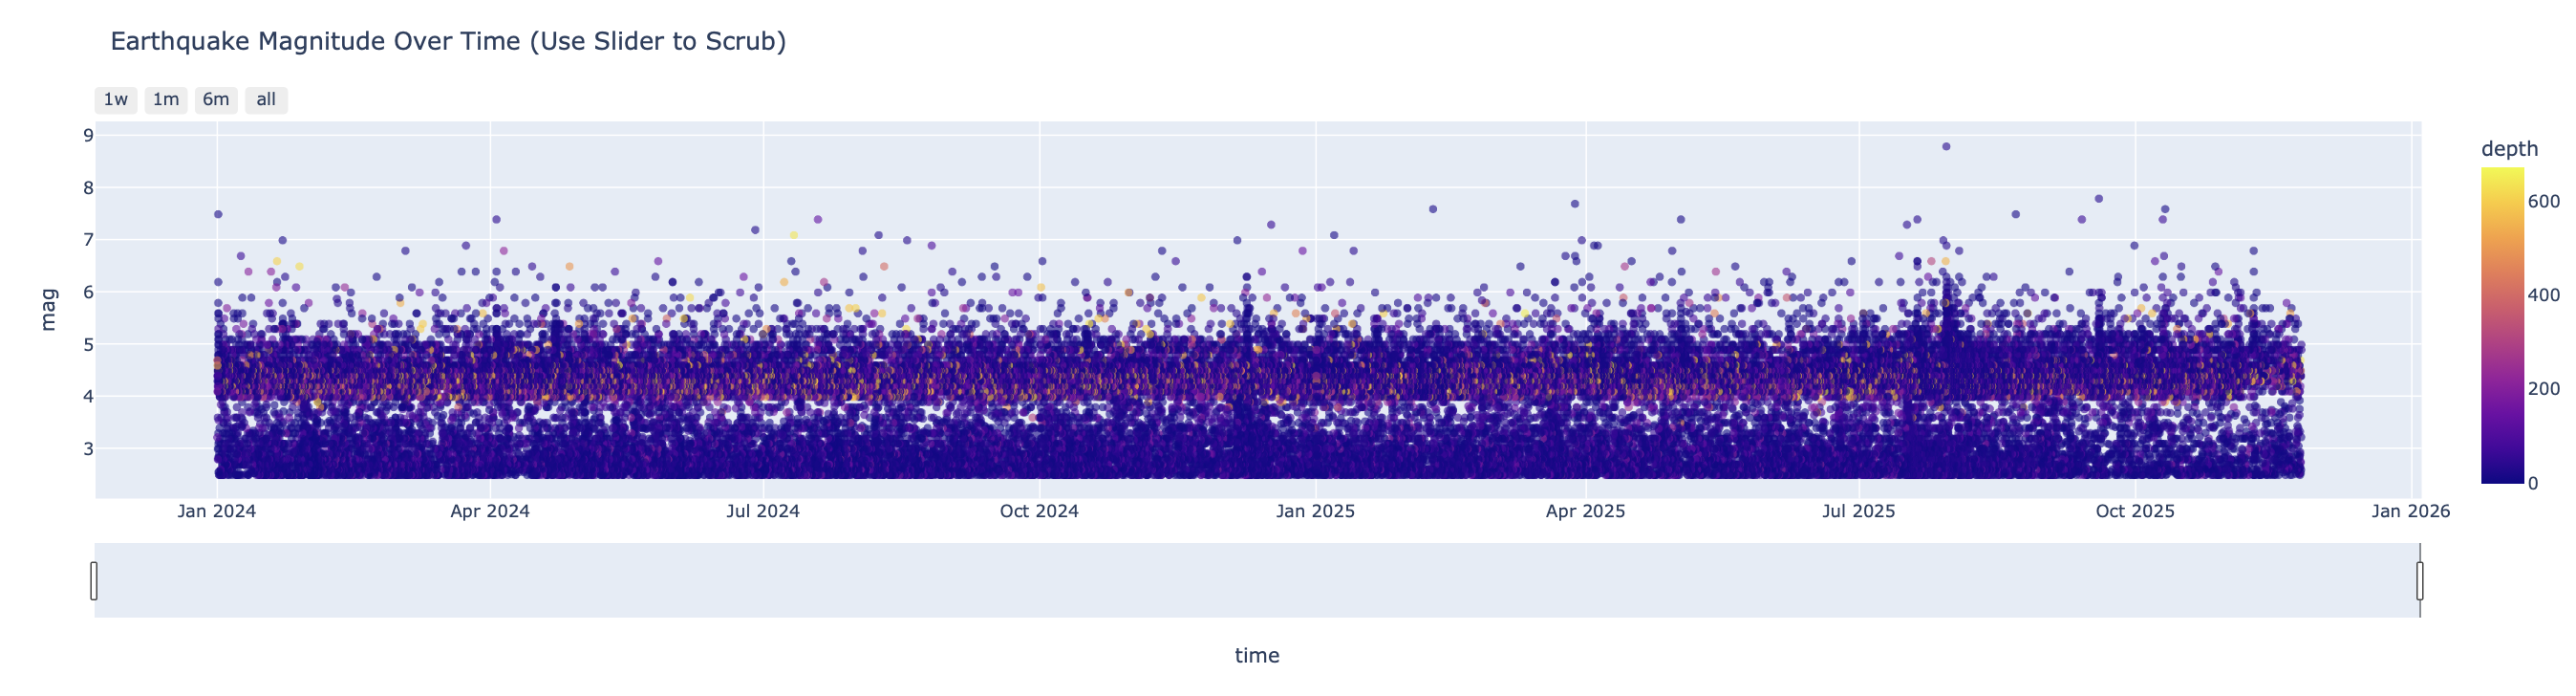 Earthquake Magnitude Over Time (Use Slider to Scrub)
1w 1m 6m all
9
8
7
6
5
4
3
mag
Jan 2024 Apr 2024 Jul 2024 Oct 2024 Jan 2025 Apr 2025 Jul 2025 Oct 2025 Jan 2026
time
depth
600
400
200
0